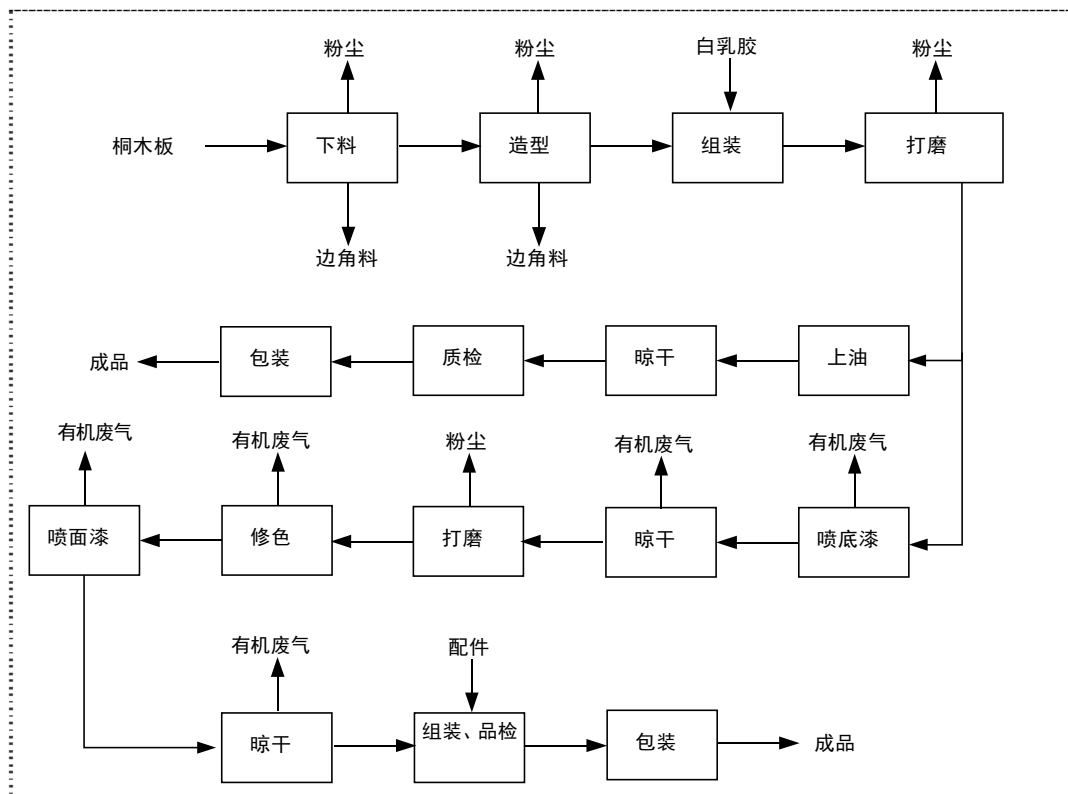 粉尘
粉尘
白乳胶
粉尘
桐木板
下料
造型
组装
打磨
边角料
边角料
成品
包装
质检
晾干
上油
有机废气
有机废气
粉尘
有机废气
有机废气
喷面漆
修色
打磨
晾干
喷底漆
有机废气
配件
晾干
组装、品检
包装
成品